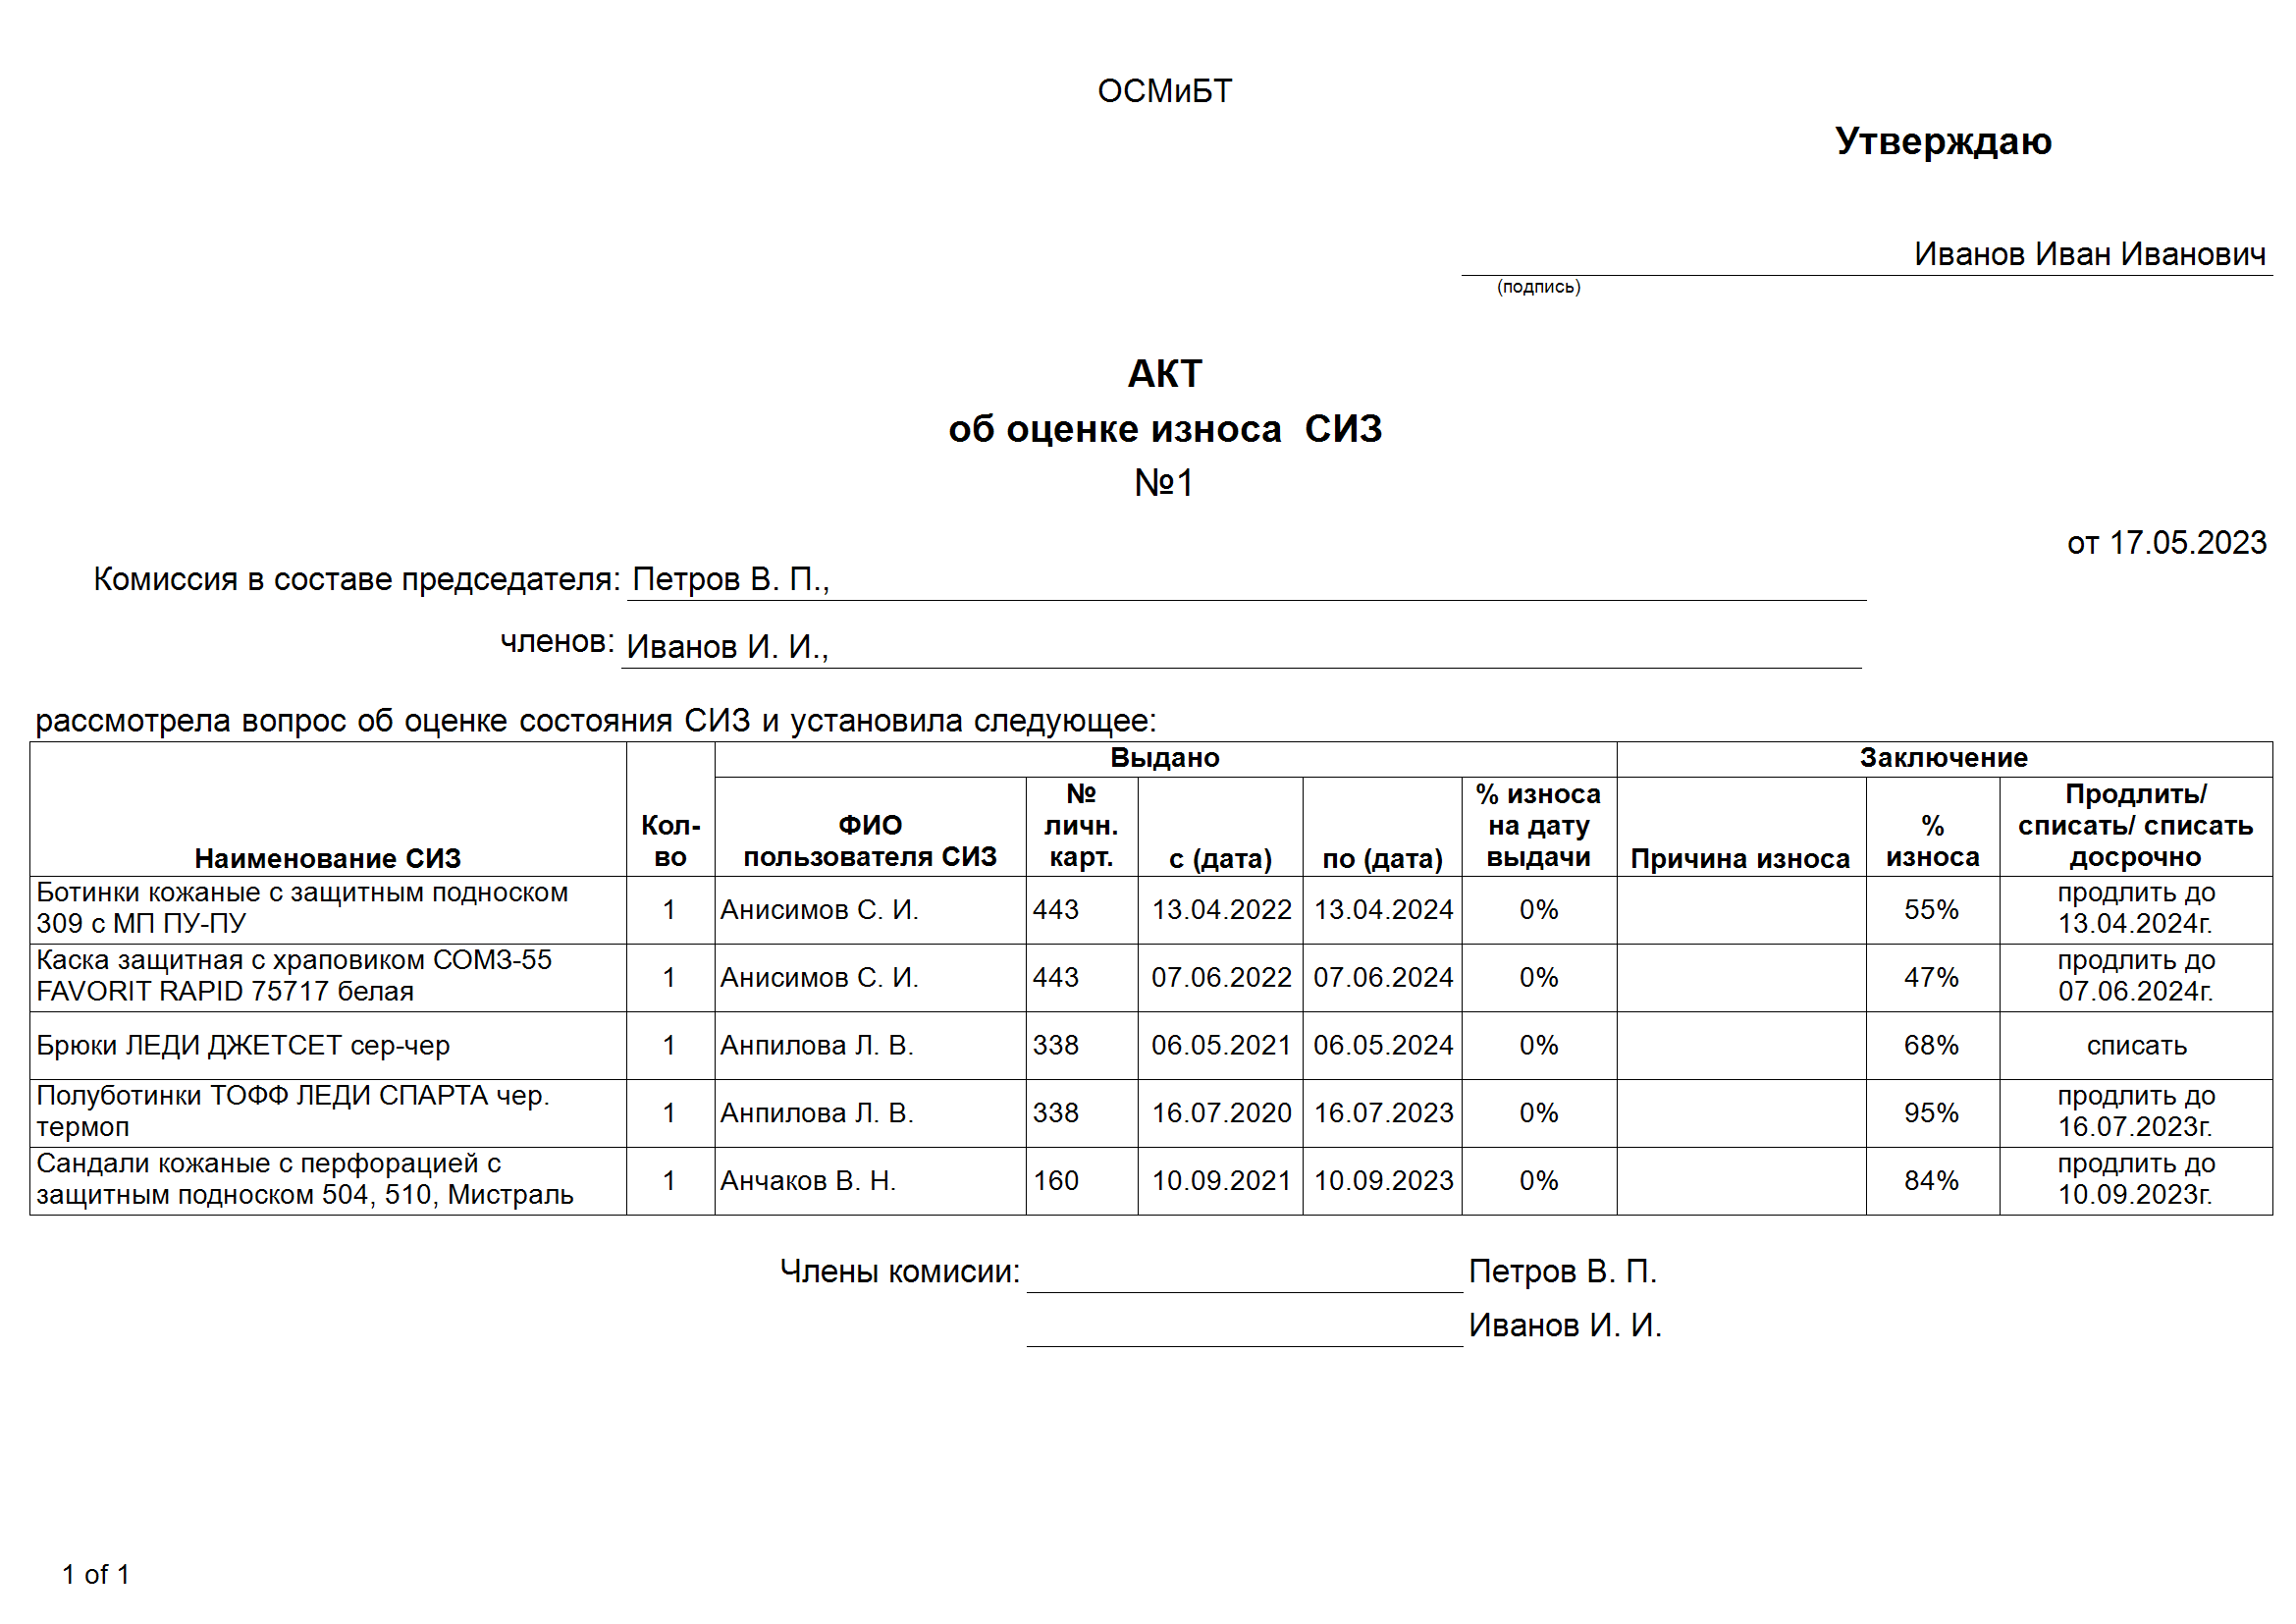 ОСМиБТ
Утверждаю
Иванов Иван Иванович
(подпись)
АКТ
об оценке износа СИЗ
№1
от 17.05.2023
Комиссия в составе председателя: Петров В. П.,
членов: Иванов И. И.,
рассмотрела вопрос об оценке состояния СИЗ и установила следующее:
Выдано Заключение
Наименование СИЗ
Кол-
во
ФИО
пользователя СИЗ
№
личн.
карт.
с (дата)
по (дата)
% износа
на дату
выдачи
Причина износа
%
износа
Продлить/
списать/ списать
досрочно
Ботинки кожаные с защитным подноском
309 с МП ПУ-ПУ
1 Анисимов С. И. 443 13.04.2022 13.04.2024 0% 55%
продлить до
13.04.2024г.
Каска защитная с храповиком СОМЗ-55
FAVORIT RAPID 75717 белая
1 Анисимов С. И. 443 07.06.2022 07.06.2024 0% 47%
продлить до
07.06.2024г.
Брюки ЛЕДИ ДЖЕТСЕТ сер-чер 1 Анпилова Л. В. 338 06.05.2021 06.05.2024 0% 68% списать
Полуботинки ТОФФ ЛЕДИ СПАРТА чер.
термоп
1 Анпилова Л. В. 338 16.07.2020 16.07.2023 0% 95%
продлить до
16.07.2023г.
Сандали кожаные с перфорацией с
защитным подноском 504, 510, Мистраль
1 Анчаков В. Н. 160 10.09.2021 10.09.2023 0% 84%
продлить до
10.09.2023г.
Члены комисии: Петров В. П.
Иванов И. И.
1 of 1